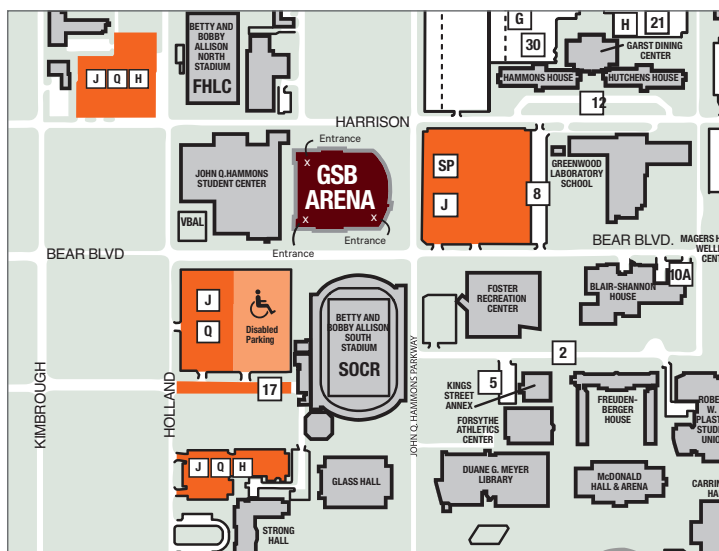 BETTY AND
BOBBY ALLISON
NORTH
STADIUM
FHLC
G
30
H
21
GARST DINING
CENTER
HAMMONS HOUSE
HUTCHENS HOUSE
J Q H
12
HARRISON
Entrance
X
JOHN Q. HAMMONS
STUDENT CENTER
GSB
ARENA
SP
J
8
GREENWOOD
LABORATORY
SCHOOL
VBAL
X
X
Entrance
Entrance
BEAR BLVD
BEAR BLVD.
10A
BLAIR-SHANNON
HOUSE
FOSTER
RECREATION
CENTER
J
Q
Disabled
Parking
BETTY AND
BOBBY ALLISON
SOUTH
STADIUM
SOCR
JOHN Q. HAMMONS PARKWAY
2
17
5
KINGS
STREET
ANNEX
FORSYTHE
ATHLETICS
CENTER
FREUDEN-
BERGER
HOUSE
KIMBROUGH
HOLLAND
J Q H
GLASS HALL
DUANE G. MEYER
LIBRARY
McDONALD
HALL & ARENA
STRONG
HALL